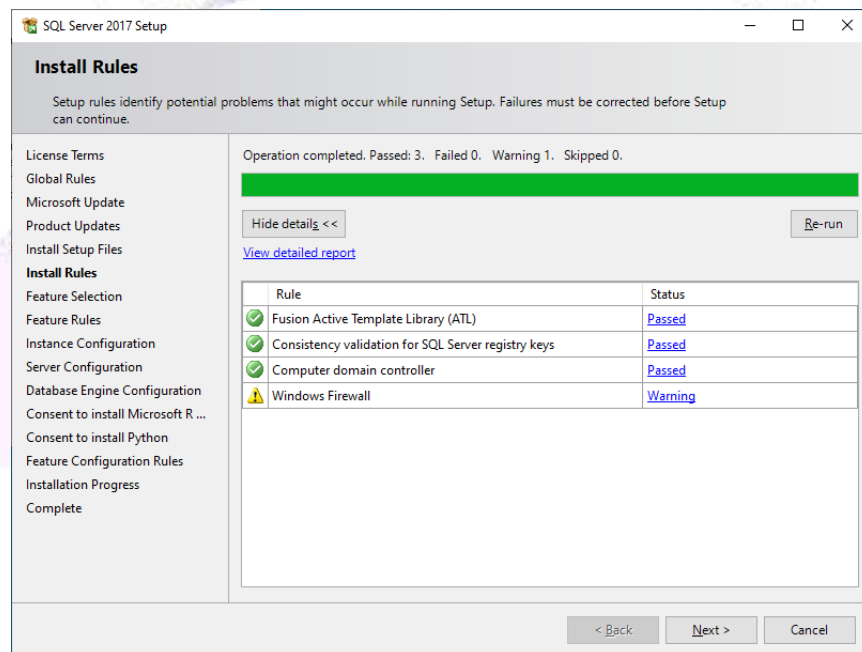 SQL Server 2017 Setup
Install Rules
Setup rules identify potential problems that might occur while running Setup. Failures must be corrected before Setup
can continue.
License Terms
Global Rules
Microsoft Update
Product Updates
Install Setup Files
Install Rules
Feature Selection
Feature Rules
Instance Configuration
Server Configuration
Database Engine Configuration
Consent to install Microsoft R ...
Consent to install Python
Feature Configuration Rules
Installation Progress
Complete
Operation completed. Passed: 3. Failed 0. Warning 1. Skipped 0.
Hide details <<
Re-run
View detailed report
Rule Status
Fusion Active Template Library (ATL) Passed
Consistency validation for SQL Server registry keys Passed
Computer domain controller Passed
Windows Firewall Warning
< Back Next > Cancel